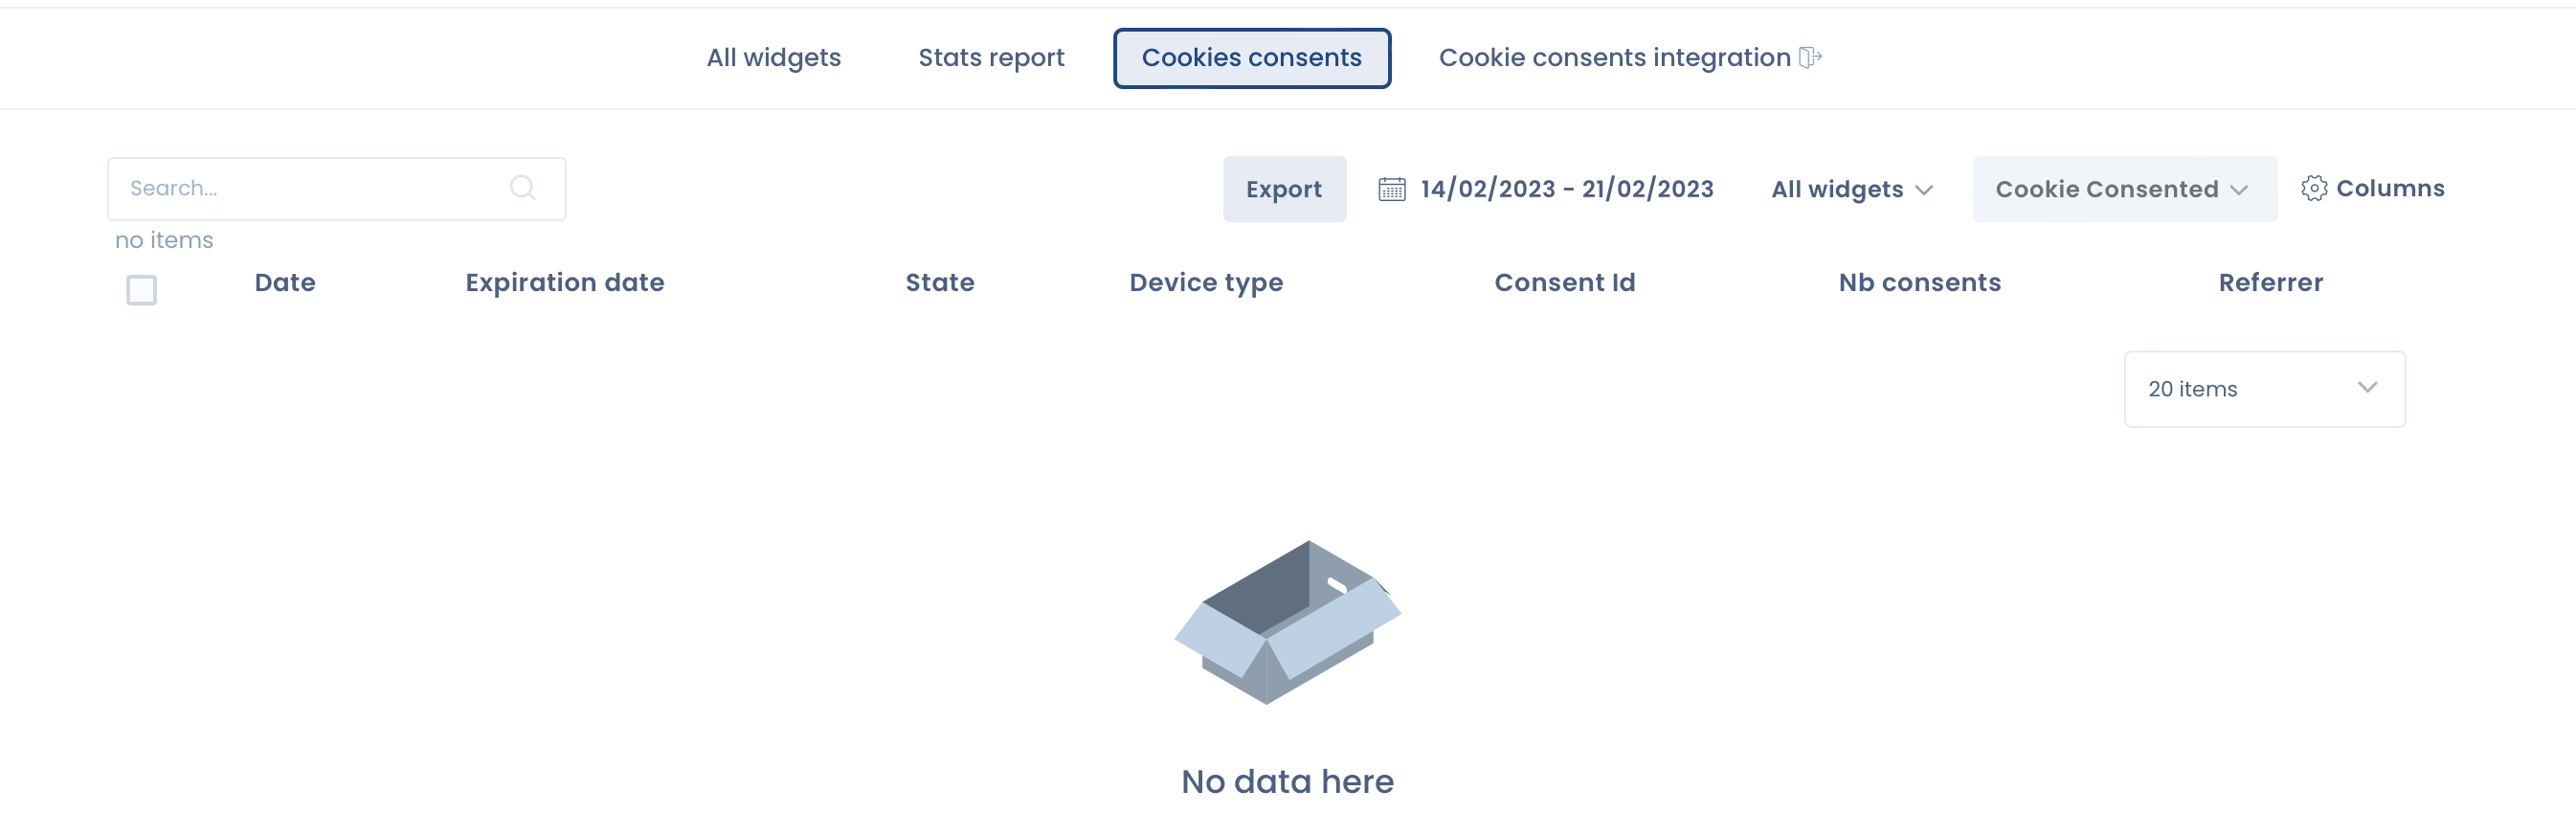 All widgets Stats report Cookies consents Cookie consents integration
Search... Export 14/02/2023 - 21/02/2023 All widgets Cookie Consented Columns
no items
Date Expiration date State Device type Consent Id Nb consents Referrer
20 items
No data here